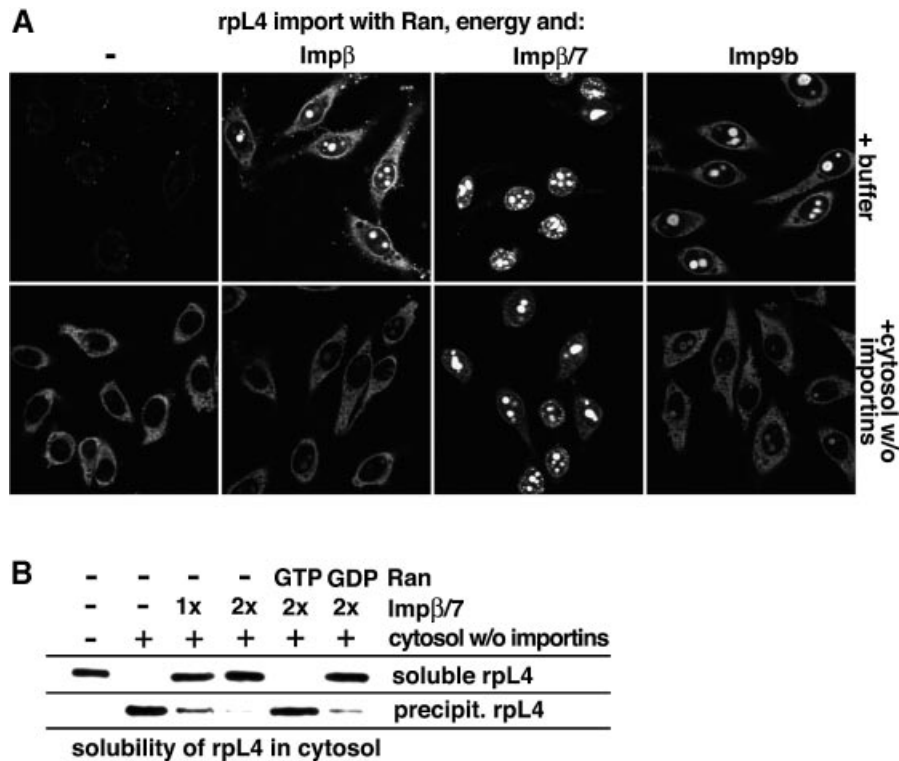 A
rpL4 import with Ran, energy and:
- Impβ Impβ/7 Imp9b
+ buffer
+cytosol w/o
importins
B
- - - - GTP GDP Ran
- - 1x 2x 2x 2x Impβ/7
- + + + + + cytosol w/o importins
soluble rpL4
precipit. rpL4
solubility of rpL4 in cytosol